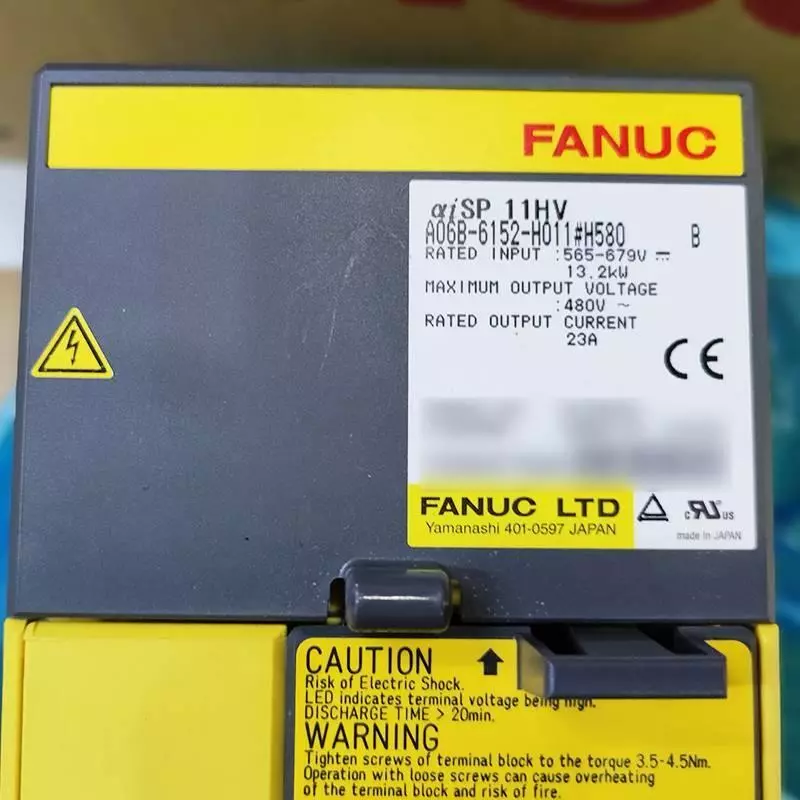 FANUC
αiSP 11HV
A06B-6152-H011#H580 B
RATED INPUT :565-679V ⎓
13.2kW
MAXIMUM OUTPUT VOLTAGE
:480V ~
RATED OUTPUT CURRENT
23A
CE
FANUC LTD
Yamanashi 401-0597 JAPAN
c RU us
made in JAPAN
CAUTION
Risk of Electric Shock.
LED indicates terminal voltage being high.
DISCHARGE TIME > 20min.
WARNING
Tighten screws of terminal block to the torque 3.5-4.5Nm.
Operation with loose screws can cause overheating
of the terminal block and risk of fire.